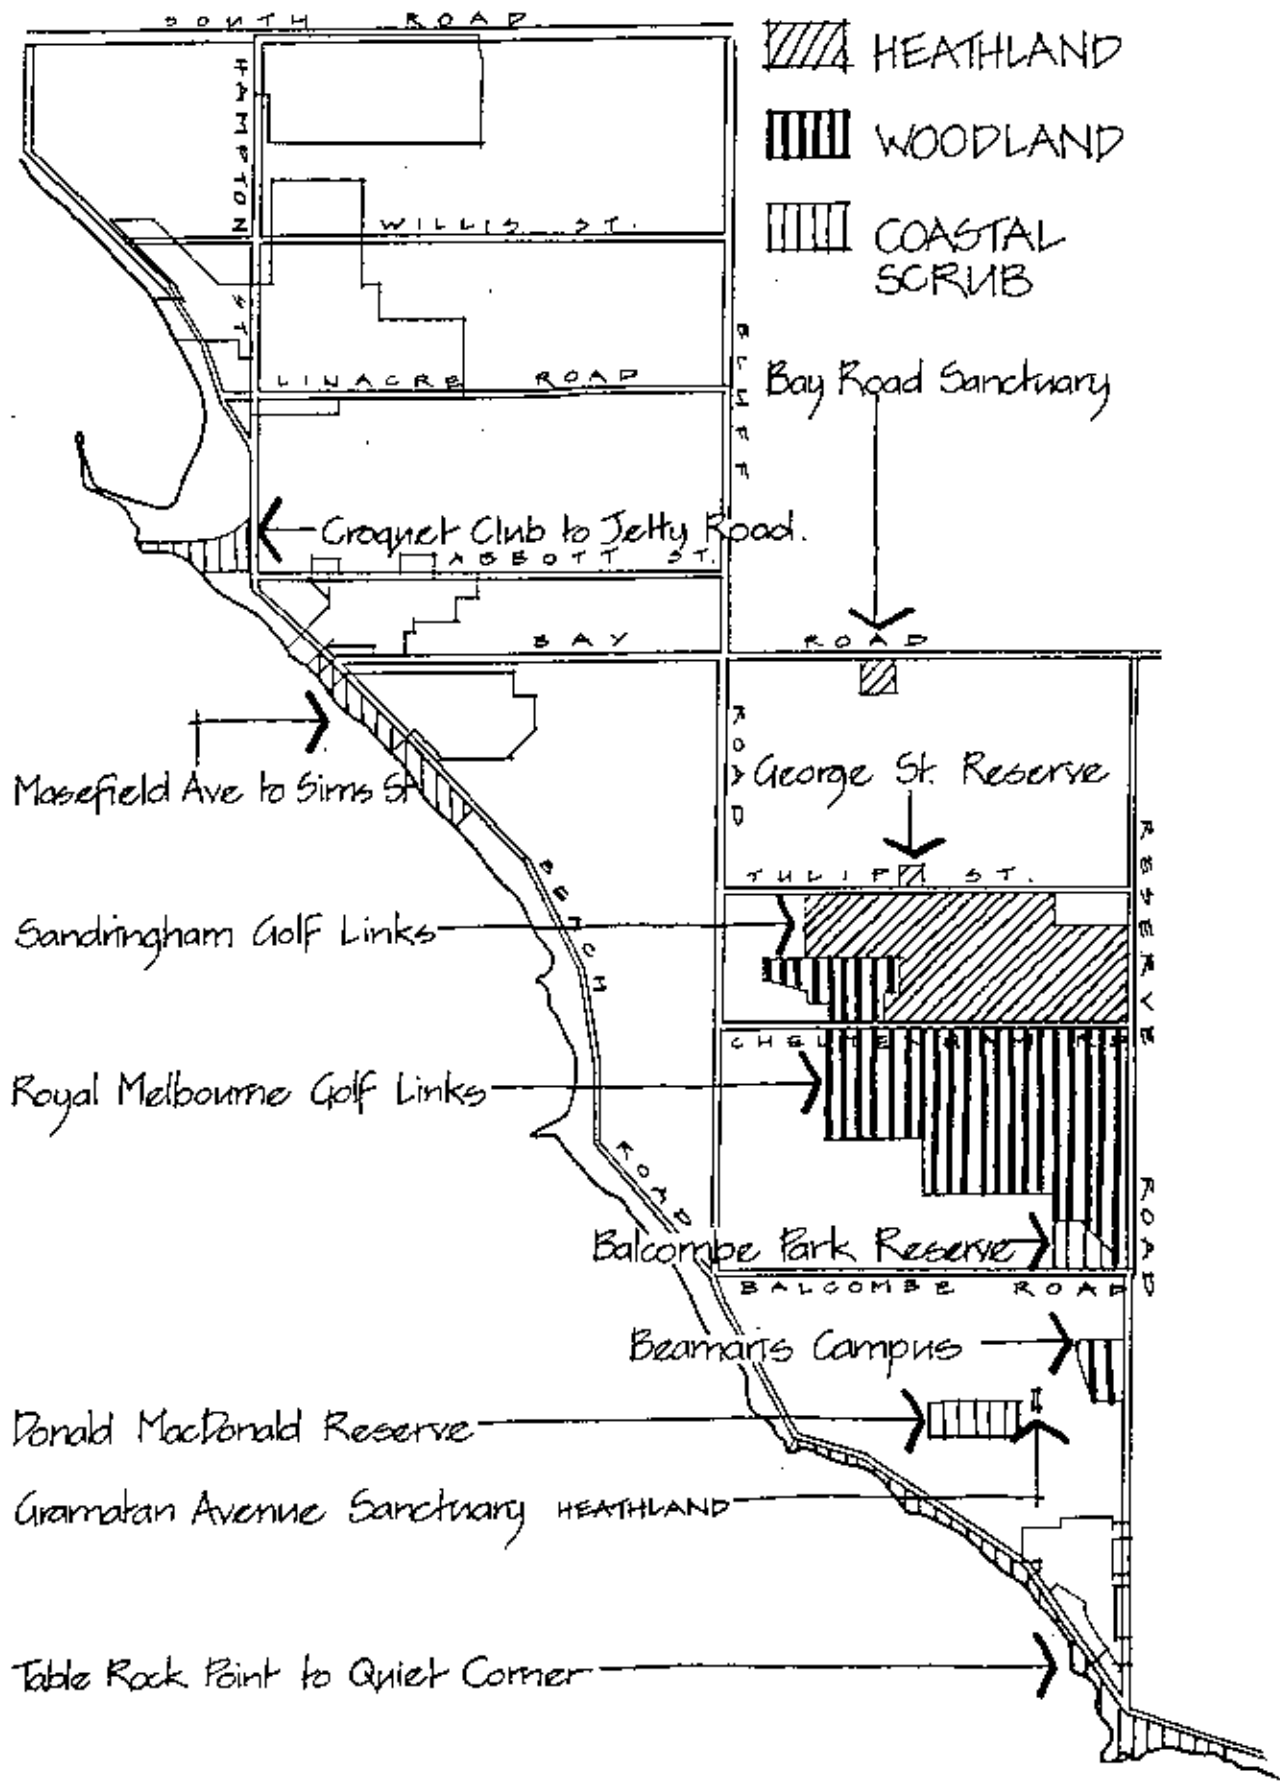 SOUTH ROAD
HEATHLAND
HAMPTON ST
WOODLAND
WILLIS ST.
COASTAL
SCRUB
BLUFF ROAD
LINACRE ROAD
Bay Road Sanctuary
Croquet Club to Jetty Road.
ABBOTT ST.
BAY ROAD
Masefield Ave to Sims St
George St. Reserve
TULIP ST.
BEACH ROAD
RESERVE ROAD
Sandringham Golf Links
Royal Melbourne Golf Links
Balcombe Park Reserve
BALCOMBE ROAD
Beamaris Campus
Donald MacDonald Reserve
Gramatan Avenue Sanctuary HEATHLAND
Table Rock Point to Quiet Corner